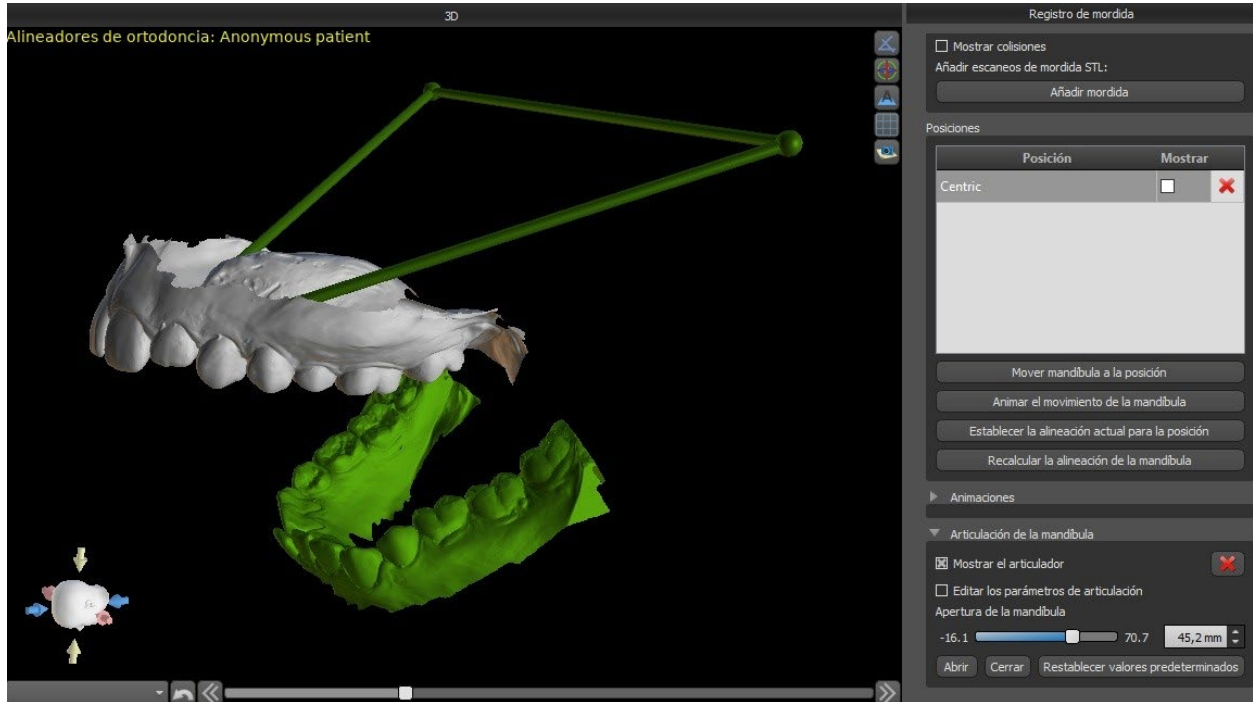 3D
Registro de mordida
Alineadores de ortodoncia: Anonymous patient
Mostrar colisiones
Añadir escaneos de mordida STL:
Añadir mordida
Posiciones
Posición Mostrar
Centric
Mover mandíbula a la posición
Animar el movimiento de la mandíbula
Establecer la alineación actual para la posición
Recalcular la alineación de la mandíbula
Animaciones
Articulación de la mandíbula
Mostrar el articulador
Editar los parámetros de articulación
Apertura de la mandíbula
-16.1 70.7 45,2 mm
Abrir Cerrar Restablecer valores predeterminados